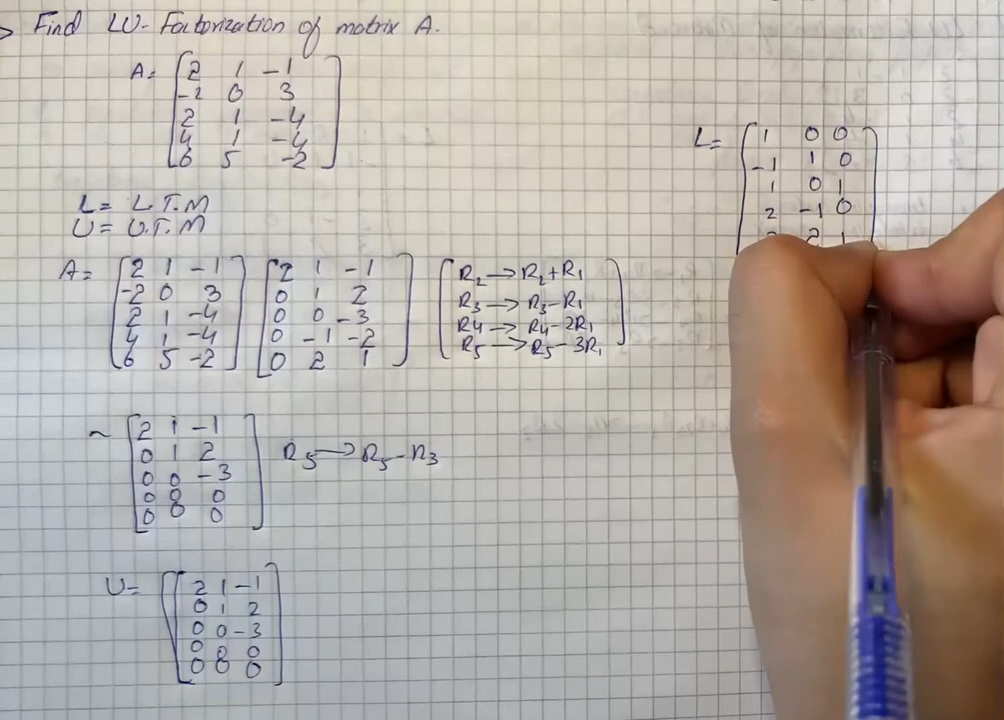 > Find LU-Factorization of matrix A.
A= [2 1 -1
-2 0 3
2 1 -4
4 1 -4
6 5 -2]
L= L.T.M
U= U.T.M
A= [2 1 -1 [2 1 -1 [R2 → R2+R1
-2 0 3 0 1 2 R3 → R3-R1
2 1 -4 0 0 -3 R4 → R4-2R1
4 1 -4 0 -1 -2 R5 → R5-3R1]
6 5 -2] 0 2 1]
~ [2 1 -1
0 1 2 R5 → R5-R3
0 0 -3
0 0 0
0 0 0]
U= [2 1 -1
0 1 2
0 0 -3
0 0 0
0 0 0]
L= [1 0 0
-1 1 0
1 0 1
2 -1 0
2 1